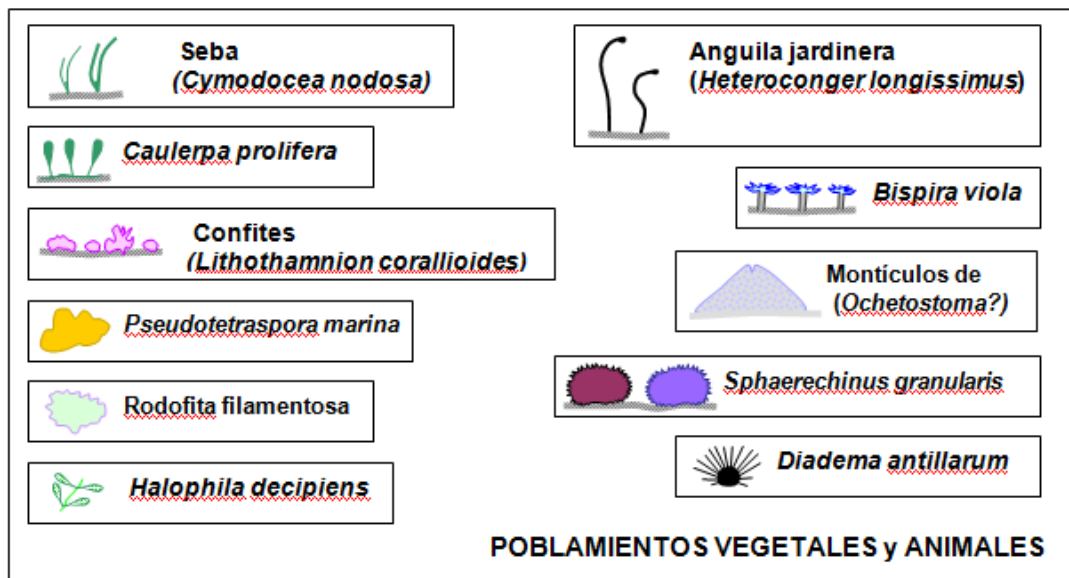 Seba
(Cymodocea nodosa)
Caulerpa prolifera
Confites
(Lithothamnion corallioides)
Pseudotetraspora marina
Rodofita filamentosa
Halophila decipiens
Anguila jardinera
(Heteroconger longissimus)
Bispira viola
Montículos de
(Ochetostoma?)
Sphaerechinus granularis
Diadema antillarum
POBLAMIENTOS VEGETALES y ANIMALES